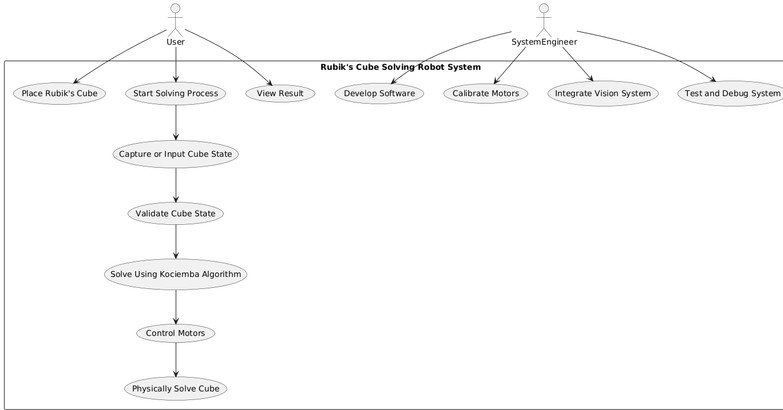 User
SystemEngineer
Rubik's Cube Solving Robot System
Place Rubik's Cube
Start Solving Process
View Result
Develop Software
Calibrate Motors
Integrate Vision System
Test and Debug System
Capture or Input Cube State
Validate Cube State
Solve Using Kociemba Algorithm
Control Motors
Physically Solve Cube